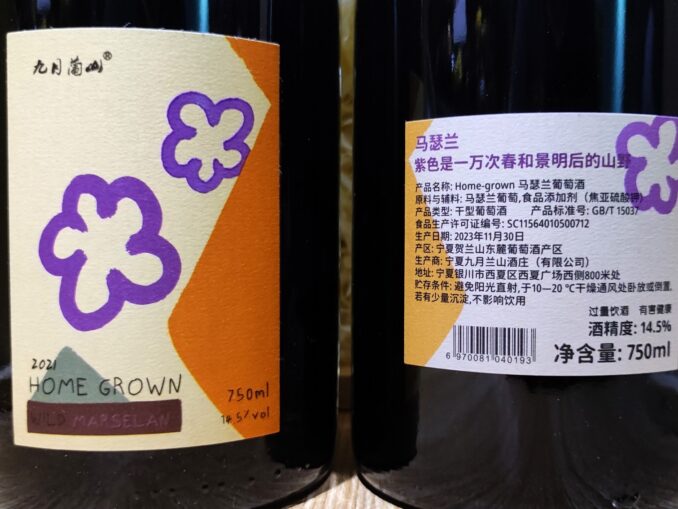 九月蘭山®
2021
HOME GROWN
WILD MARSELAN
750ml
14.5%vol
马瑟兰
紫色是一万次春和景明后的山野
产品名称: Home-grown 马瑟兰葡萄酒
原料与辅料: 马瑟兰葡萄,食品添加剂（焦亚硫酸钾）
产品类型: 干型葡萄酒 产品标准号: GB/T 15037
食品生产许可证编号: SC11564010500712
生产日期: 2023年11月30日
产区: 宁夏贺兰山东麓葡萄酒产区
生产商: 宁夏九月兰山酒庄（有限公司）
地址: 宁夏银川市西夏区西夏广场西侧800米处
贮存条件: 避免阳光直射,于10—20 ℃干燥通风处卧放或倒置,
若有少量沉淀,不影响饮用
过量饮酒 有害健康
酒精度: 14.5%
净含量: 750ml
6 970081 040193